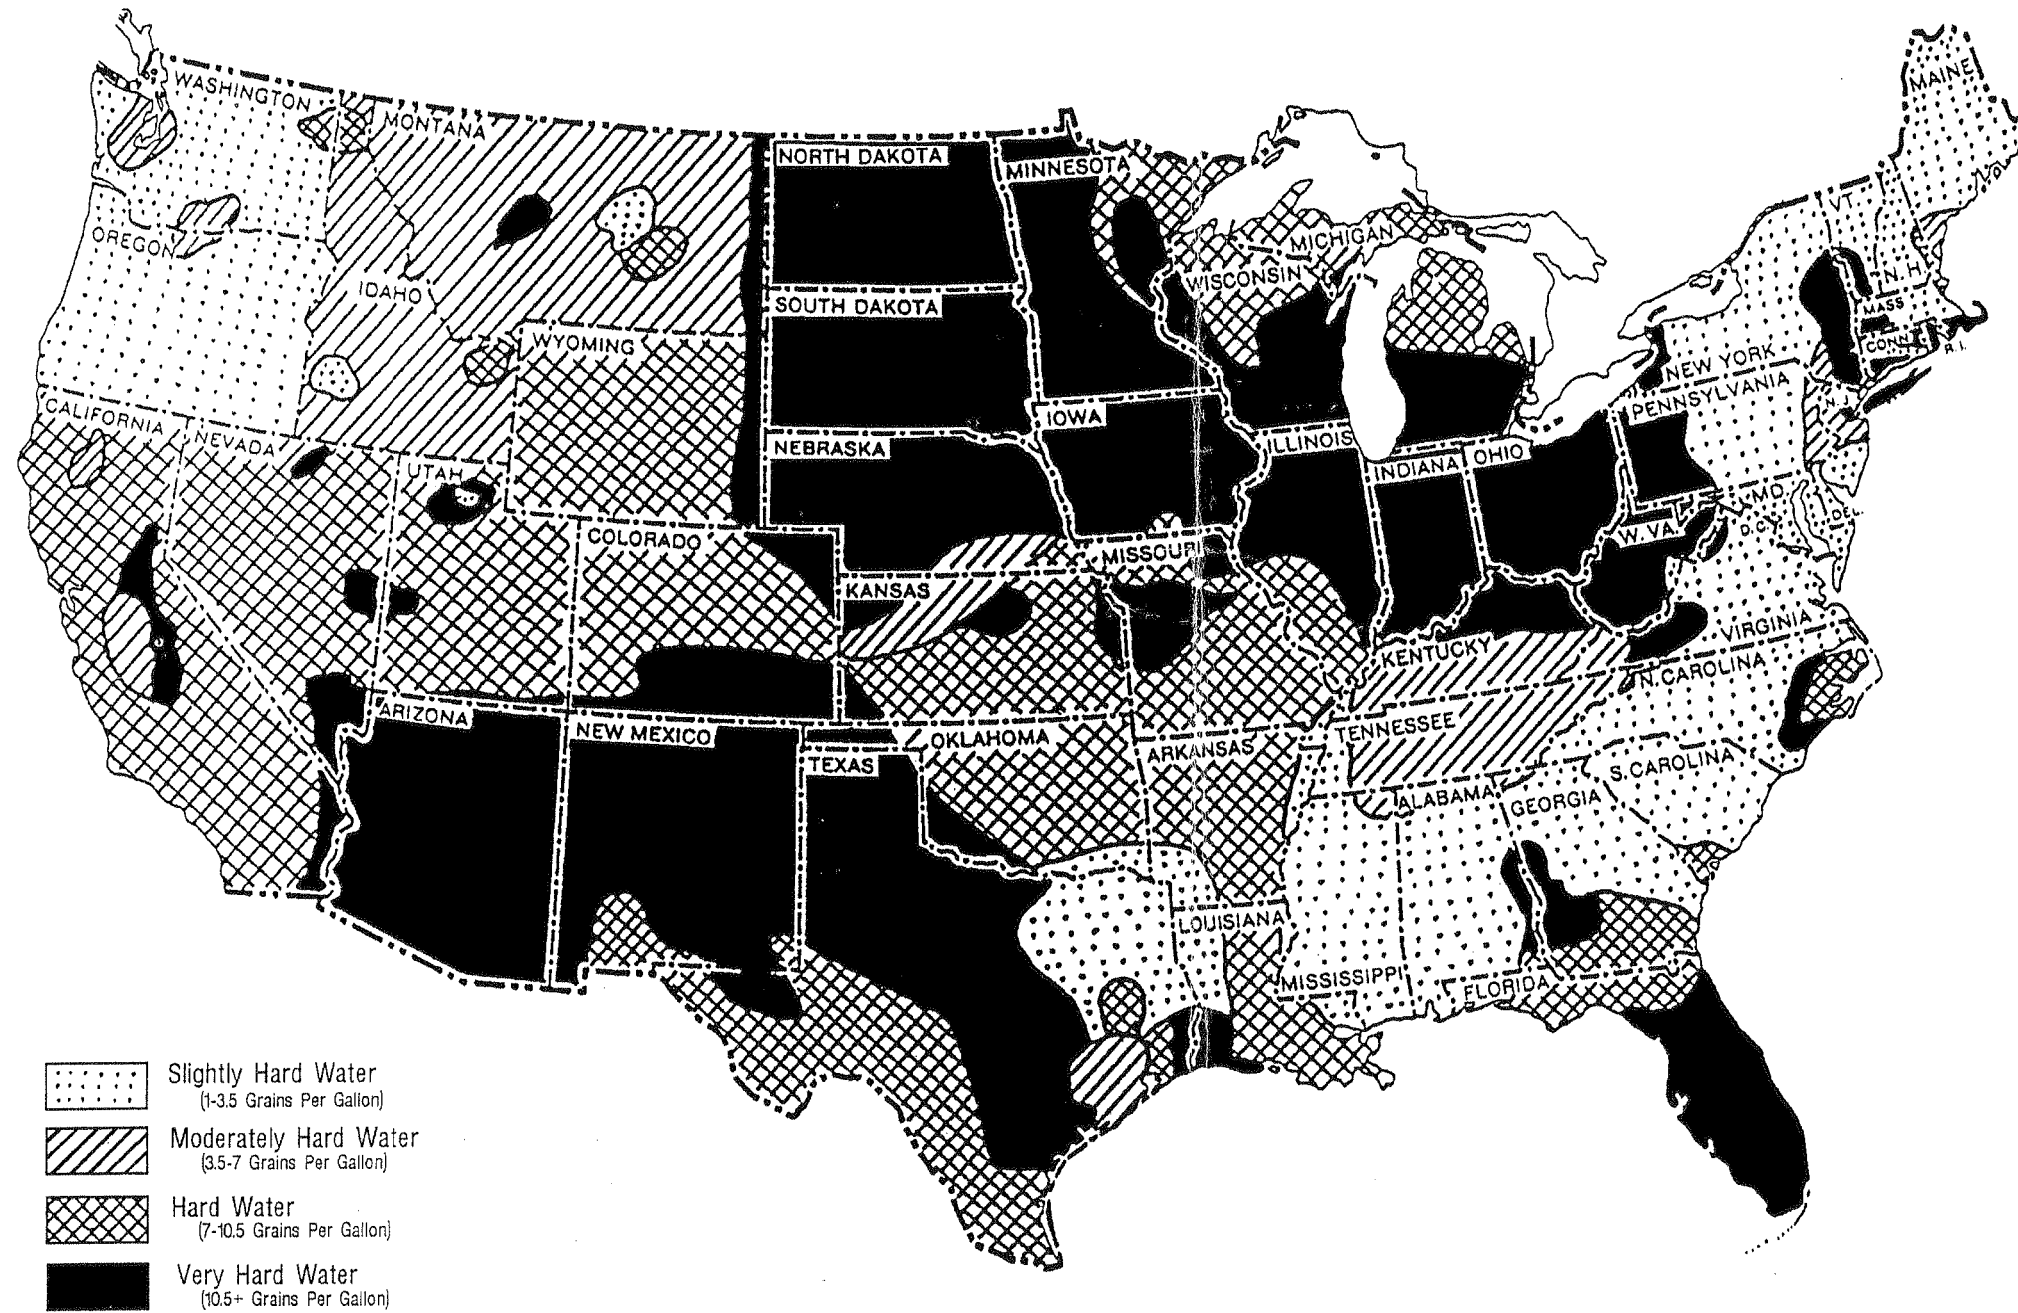 WASHINGTON
MONTANA
NORTH DAKOTA
MINNESOTA
MAINE
OREGON
IDAHO
SOUTH DAKOTA
MICHIGAN
WISCONSIN
VT.
N. H.
MASS
CONN
R.I.
WYOMING
NEW YORK
PENNSYLVANIA
N. J.
CALIFORNIA
NEVADA
UTAH
NEBRASKA
IOWA
ILLINOIS
INDIANA
OHIO
MD.
D.C.
DEL.
W. VA.
COLORADO
KANSAS
MISSOURI
KENTUCKY
VIRGINIA
N. CAROLINA
ARIZONA
NEW MEXICO
OKLAHOMA
TEXAS
ARKANSAS
TENNESSEE
S. CAROLINA
ALABAMA
GEORGIA
LOUISIANA
MISSISSIPPI
FLORIDA
Slightly Hard Water
(1-3.5 Grains Per Gallon)
Moderately Hard Water
(3.5-7 Grains Per Gallon)
Hard Water
(7-10.5 Grains Per Gallon)
Very Hard Water
(10.5+ Grains Per Gallon)